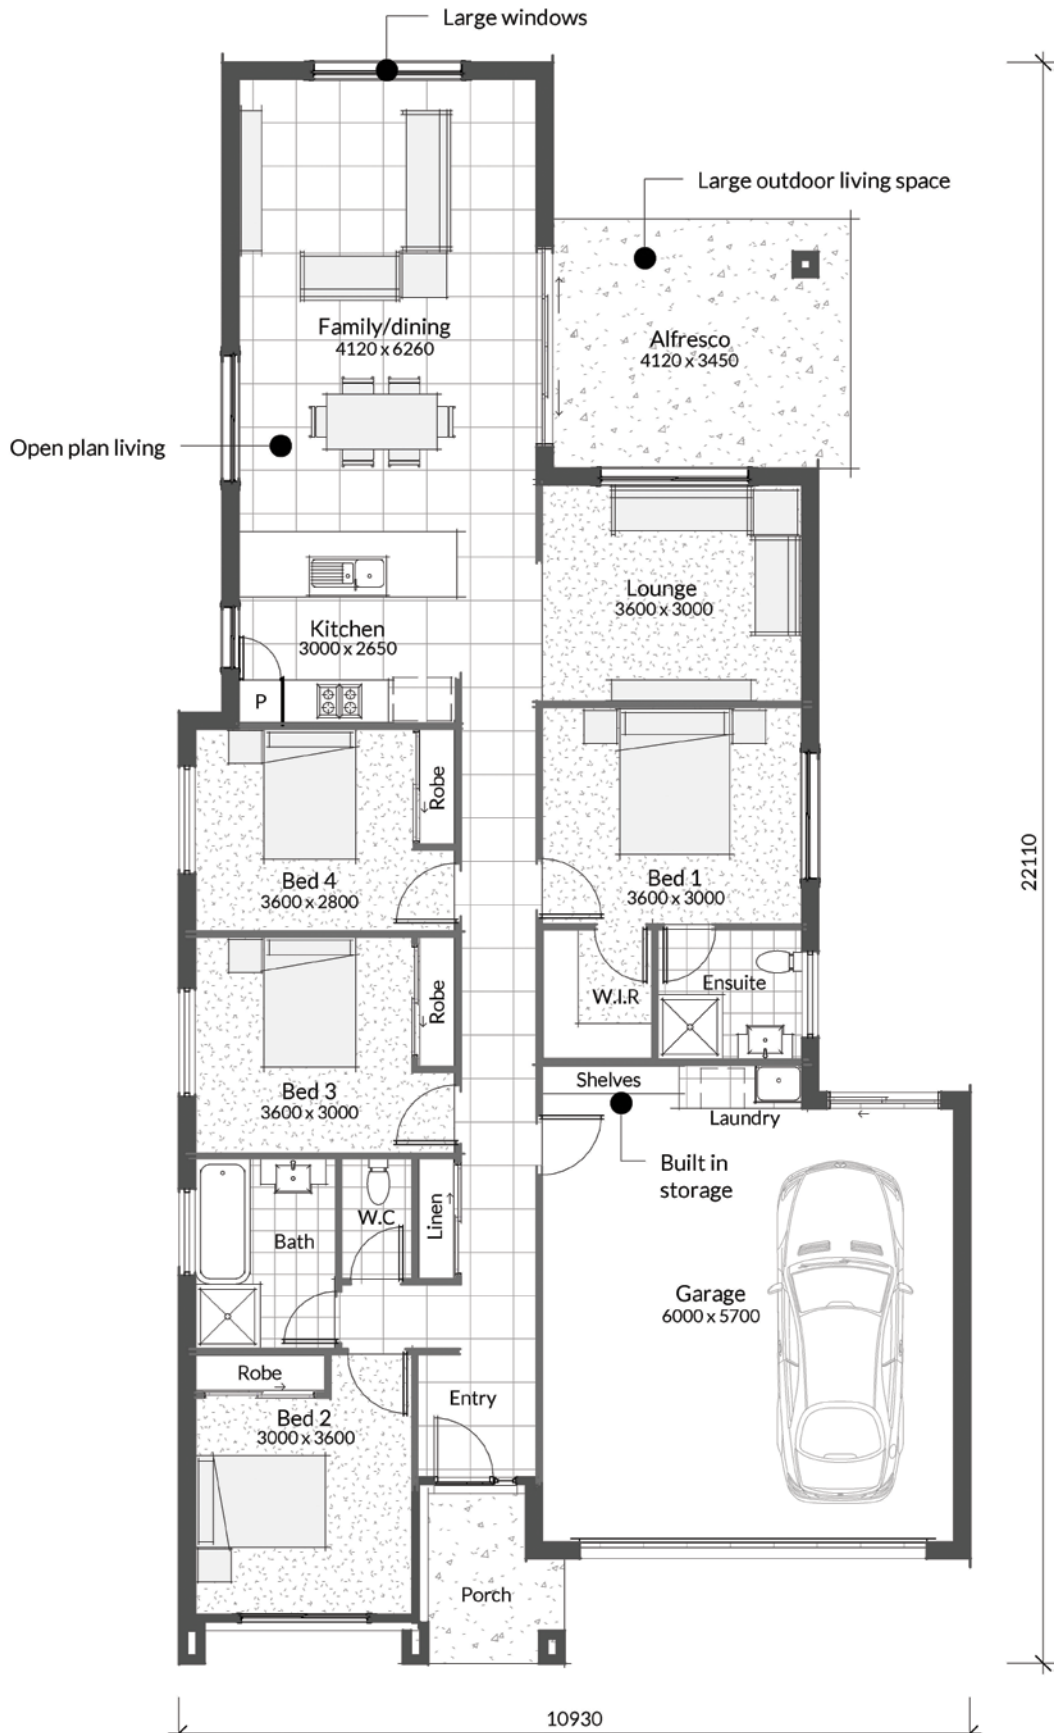 Large windows
Large outdoor living space
Family/dining
4120 x 6260
Alfresco
4120 x 3450
Open plan living
Lounge
3600 x 3000
Kitchen
3000 x 2650
P
Robe
Bed 4
3600 x 2800
Bed 1
3600 x 3000
22110
Robe
W.I.R
Ensuite
Bed 3
3600 x 3000
Shelves
Laundry
Built in
storage
W.C
Linen
Bath
Garage
6000 x 5700
Robe
Entry
Bed 2
3000 x 3600
Porch
10930